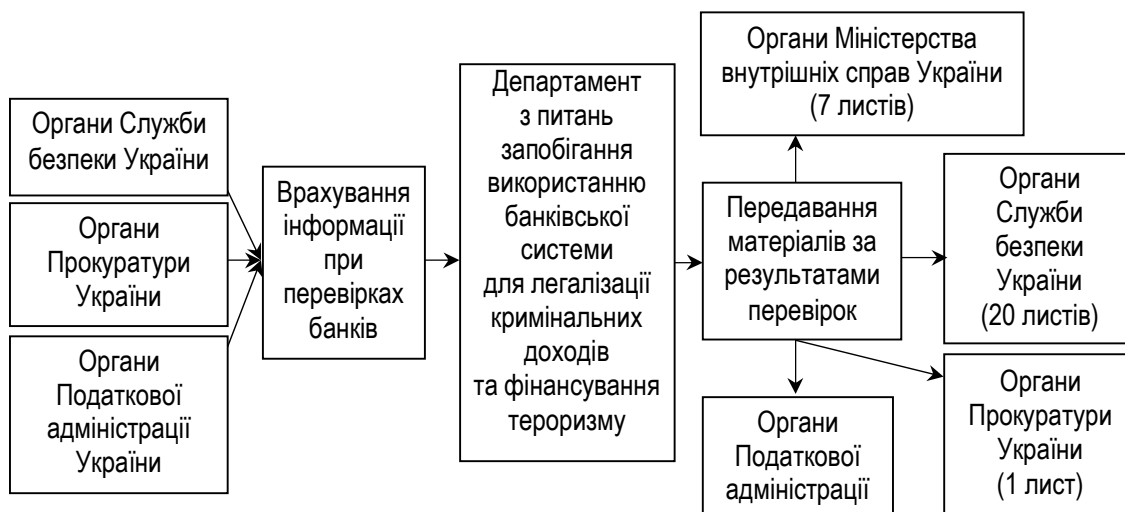 Органи Служби
безпеки України
Органи
Прокуратури
України
Органи
Податкової
адміністрації
України
Врахування
інформації
при
перевірках
банків
Департамент
з питань
запобігання
використанню
банківської
системи
для легалізації
кримінальних
доходів
та фінансування
тероризму
Органи Міністерства
внутрішніх справ України
(7 листів)
Передавання
матеріалів за
результатами
перевірок
Органи
Служби
безпеки
України
(20 листів)
Органи
Податкової
адміністрації
Органи
Прокуратури
України
(1 лист)